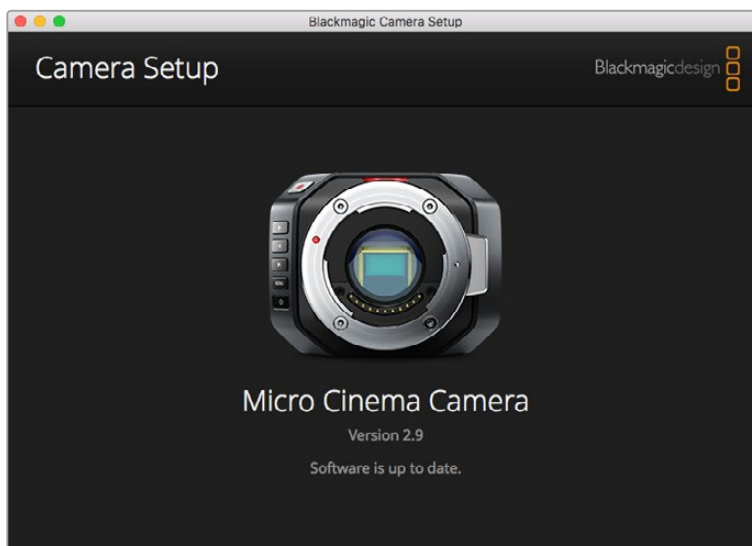 Blackmagic Camera Setup
Camera Setup
Blackmagicdesign
Micro Cinema Camera
Version 2.9
Software is up to date.